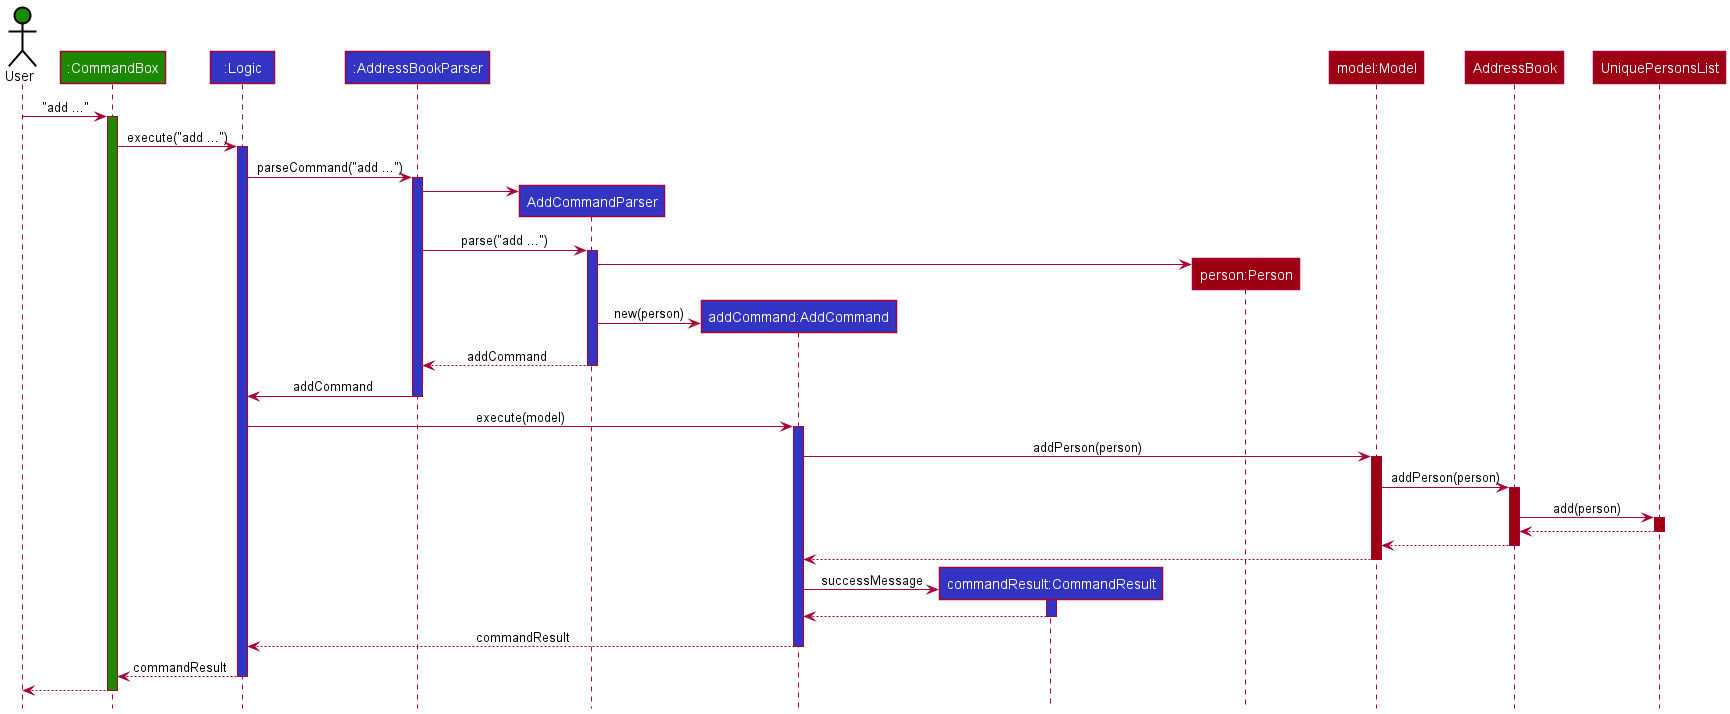 User
:CommandBox
:Logic
:AddressBookParser
model:Model
AddressBook
UniquePersonsList
"add ..."
execute("add ...")
parseCommand("add ...")
AddCommandParser
parse("add ...")
person:Person
new(person)
addCommand:AddCommand
addCommand
addCommand
execute(model)
addPerson(person)
addPerson(person)
add(person)
successMessage
commandResult:CommandResult
commandResult
commandResult